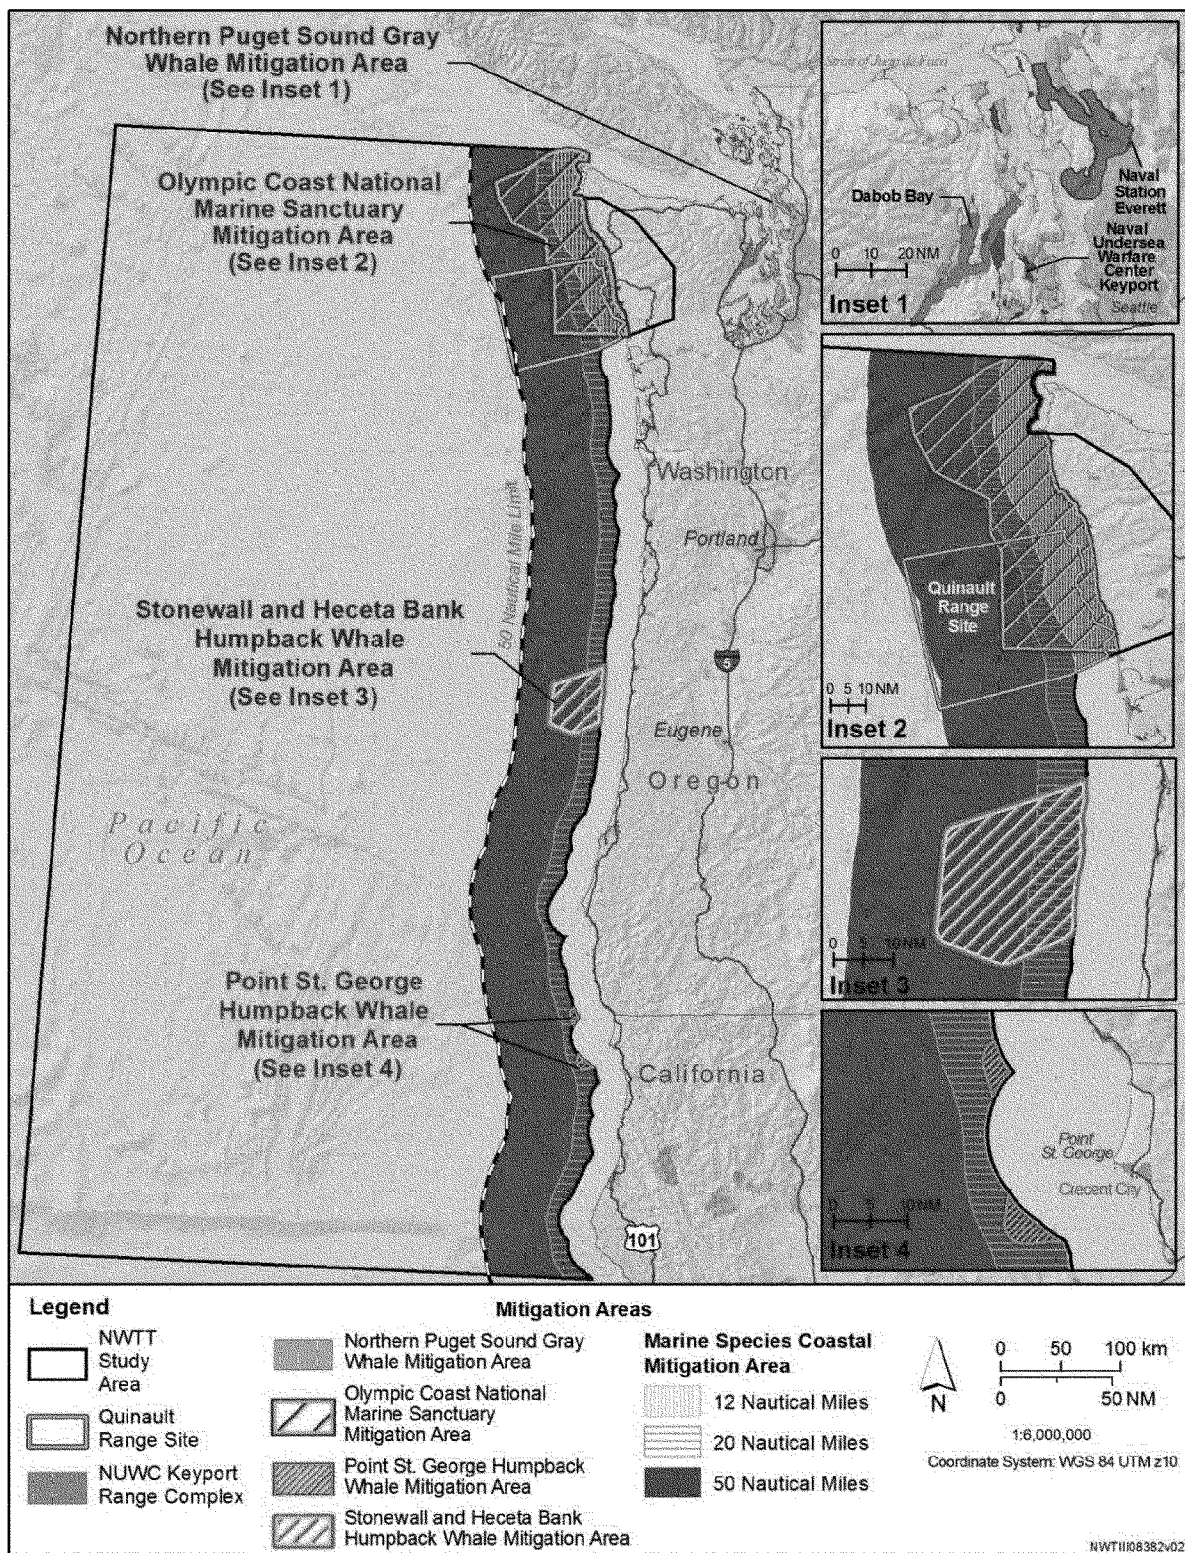 Northern Puget Sound Gray
Whale Mitigation Area
(See Inset 1)
Olympic Coast National
Marine Sanctuary
Mitigation Area
(See Inset 2)
50 Nautical Mile Limit
Washington
Portland
Stonewall and Heceta Bank
Humpback Whale
Mitigation Area
(See Inset 3)
5
Eugene
Oregon
Pacific
Ocean
Point St. George
Humpback Whale
Mitigation Area
(See Inset 4)
California
101
Strait of Juan de Fuca
Dabob Bay
Naval
Station
Everett
Naval
Undersea
Warfare
Center
Keyport
0 10 20 NM
Inset 1
Seattle
Quinault
Range
Site
0 5 10 NM
Inset 2
0 5 10 NM
Inset 3
Point
St. George
Crecent City
0 5 10 NM
Inset 4
Legend
NWTT
Study
Area
Quinault
Range Site
NUWC Keyport
Range Complex
Mitigation Areas
Northern Puget Sound Gray
Whale Mitigation Area
Olympic Coast National
Marine Sanctuary
Mitigation Area
Point St. George Humpback
Whale Mitigation Area
Stonewall and Heceta Bank
Humpback Whale Mitigation Area
Marine Species Coastal
Mitigation Area
12 Nautical Miles
20 Nautical Miles
50 Nautical Miles
N
0 50 100 km
0 50 NM
1:6,000,000
Coordinate System: WGS 84 UTM z10
NWTIII08382v02